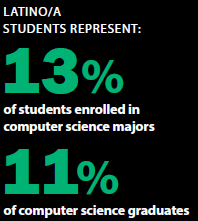 LATINO/A
STUDENTS REPRESENT:
13%
of students enrolled in
computer science majors
11%
of computer science graduates